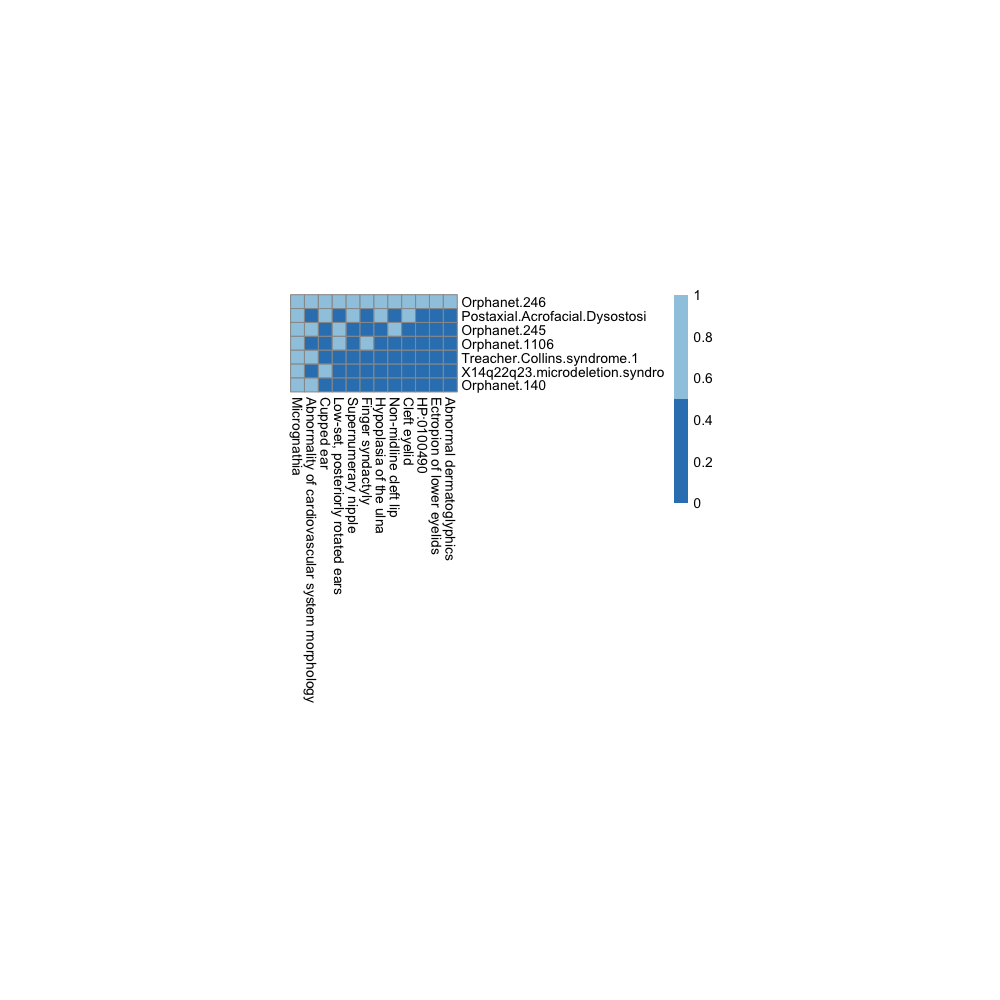 Orphanet.246
Postaxial.Acrofacial.Dysostosi
Orphanet.245
Orphanet.1106
Treacher.Collins.syndrome.1
X14q22q23.microdeletion.syndro
Orphanet.140
Micrognathia
Abnormality of cardiovascular system morphology
Cupped ear
Low-set, posteriorly rotated ears
Supernumerary nipple
Finger syndactyly
Hypoplasia of the ulna
Non-midline cleft lip
Cleft eyelid
HP:0100490
Ectropion of lower eyelids
Abnormal dermatoglyphics
1
0.8
0.6
0.4
0.2
0